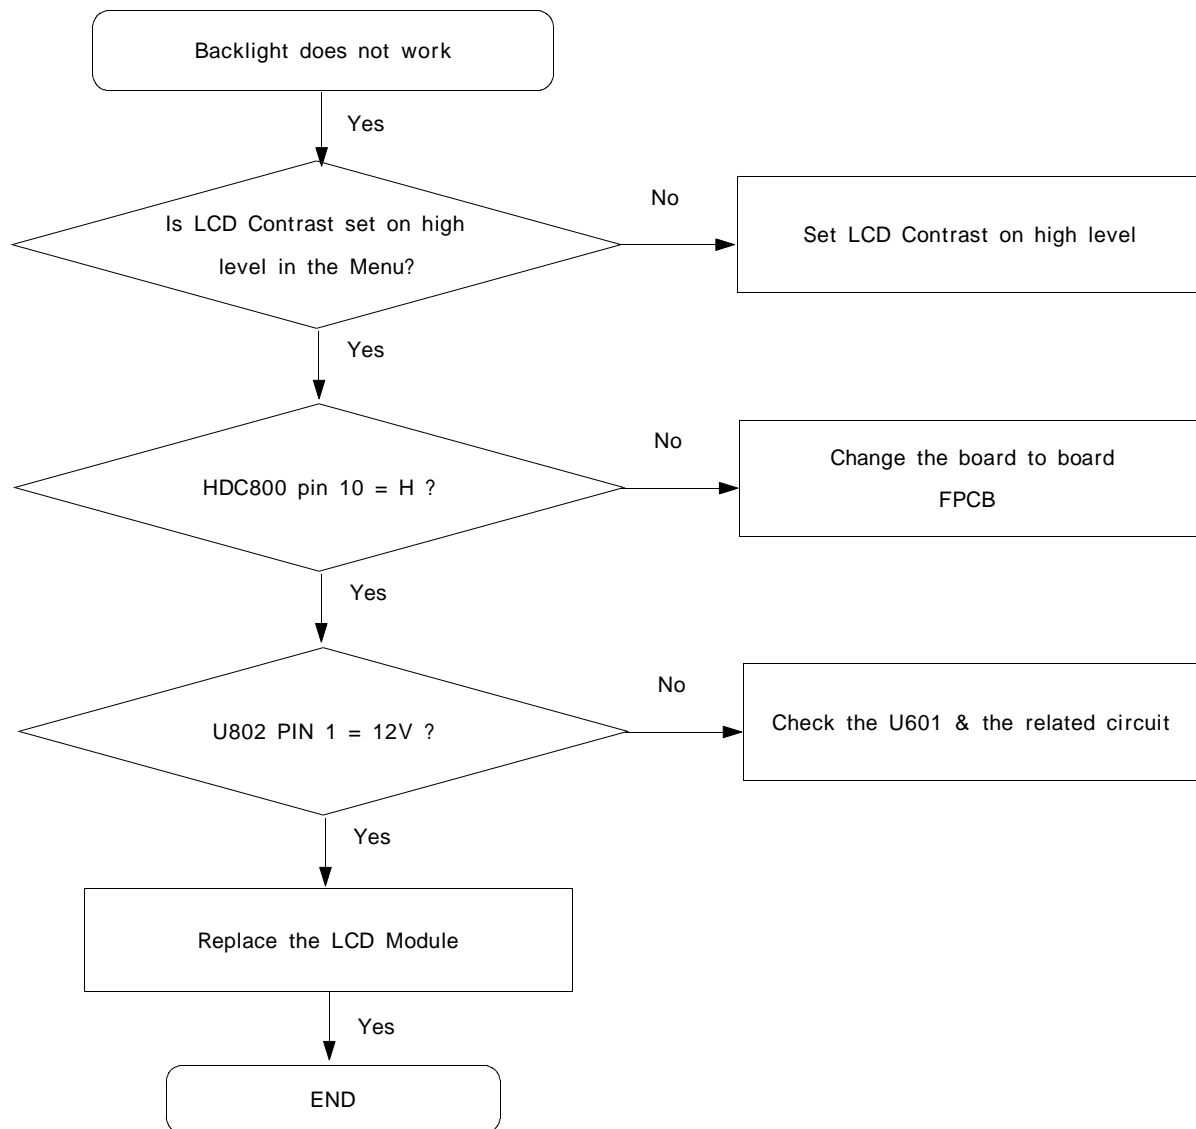 Backlight does not work
Yes
Is LCD Contrast set on high
level in the Menu?
No
Set LCD Contrast on high level
Yes
HDC800 pin 10 = H ?
No
Change the board to board
FPCB
Yes
U802 PIN 1 = 12V ?
No
Check the U601 & the related circuit
Yes
Replace the LCD Module
Yes
END